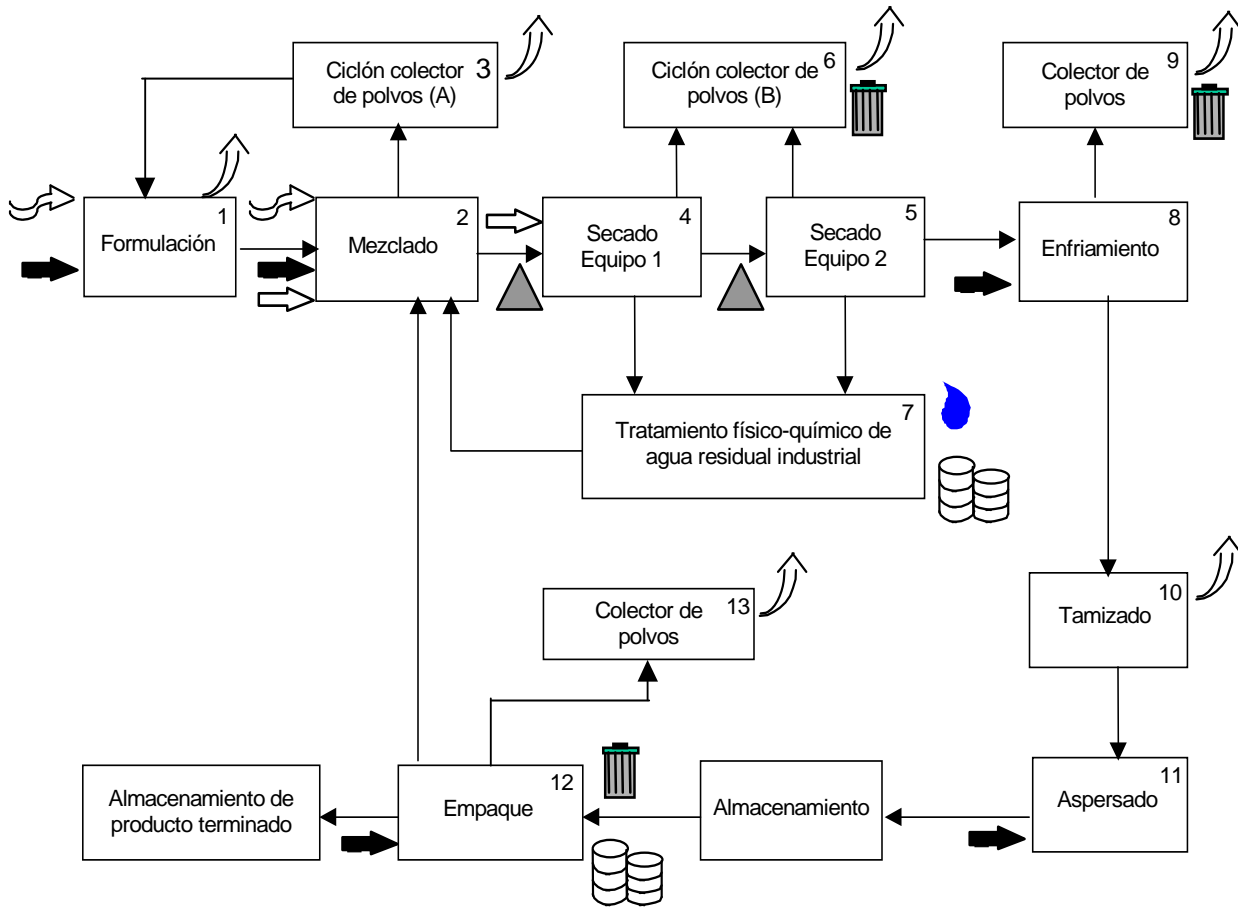 Ciclón colector 3
de polvos (A)
Ciclón colector de 6
polvos (B)
9
Colector de
polvos
1
Formulación
2
Mezclado
4
Secado
Equipo 1
5
Secado
Equipo 2
8
Enfriamiento
7
Tratamiento físico-químico de
agua residual industrial
Colector de 13
polvos
10
Tamizado
Almacenamiento de
producto terminado
12
Empaque
Almacenamiento
11
Aspersado